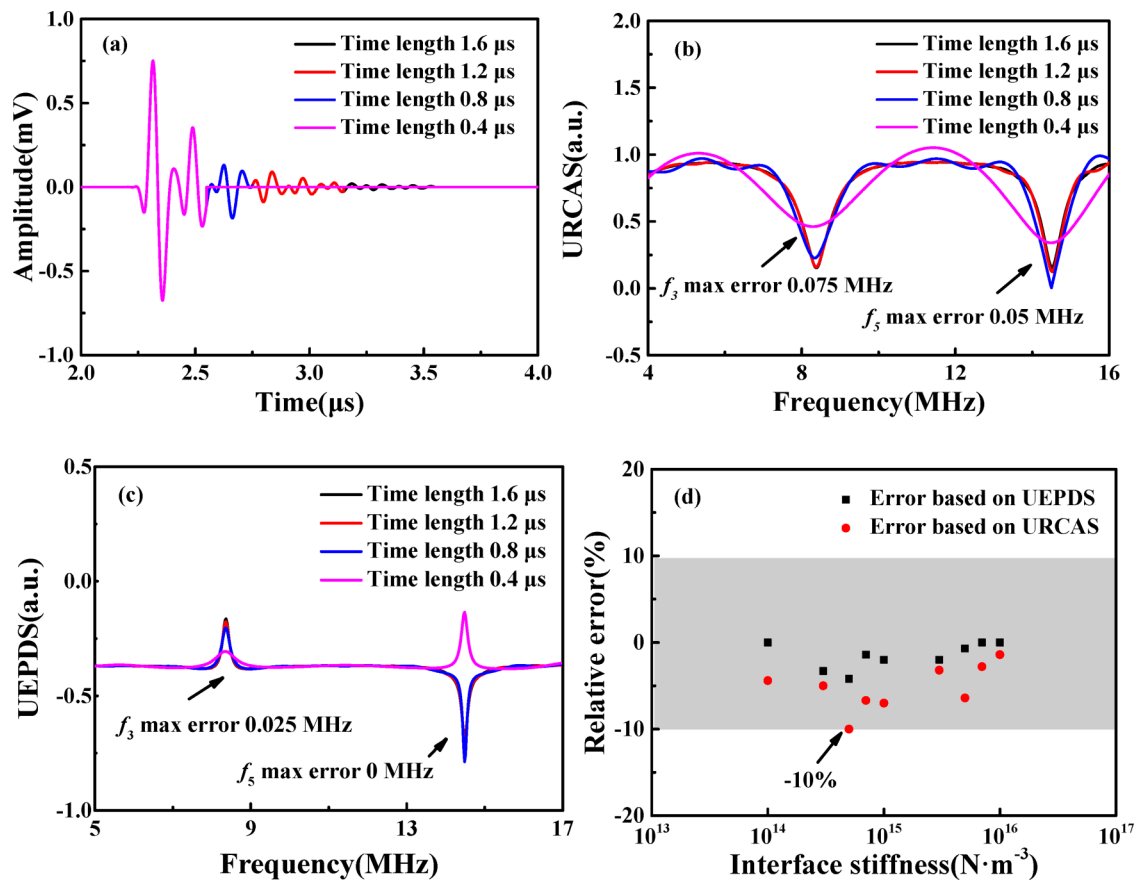 (a)
Time length 1.6 μs
Time length 1.2 μs
Time length 0.8 μs
Time length 0.4 μs
Amplitude(mV)
1.0
0.5
0.0
-0.5
-1.0
2.0 2.5 3.0 3.5 4.0
Time(μs)
(b)
Time length 1.6 μs
Time length 1.2 μs
Time length 0.8 μs
Time length 0.4 μs
URCAS(a.u.)
2.0
1.5
1.0
0.5
0.0
-0.5
f3 max error 0.075 MHz
f5 max error 0.05 MHz
4 8 12 16
Frequency(MHz)
(c)
Time length 1.6 μs
Time length 1.2 μs
Time length 0.8 μs
Time length 0.4 μs
UEPDS(a.u.)
0.5
0.0
-0.5
-1.0
f3 max error 0.025 MHz
f5 max error 0 MHz
5 9 13 17
Frequency(MHz)
(d)
Error based on UEPDS
Error based on URCAS
Relative error(%)
20
10
0
-10
-20
-10%
10^13 10^14 10^15 10^16 10^17
Interface stiffness(N·m^-3)